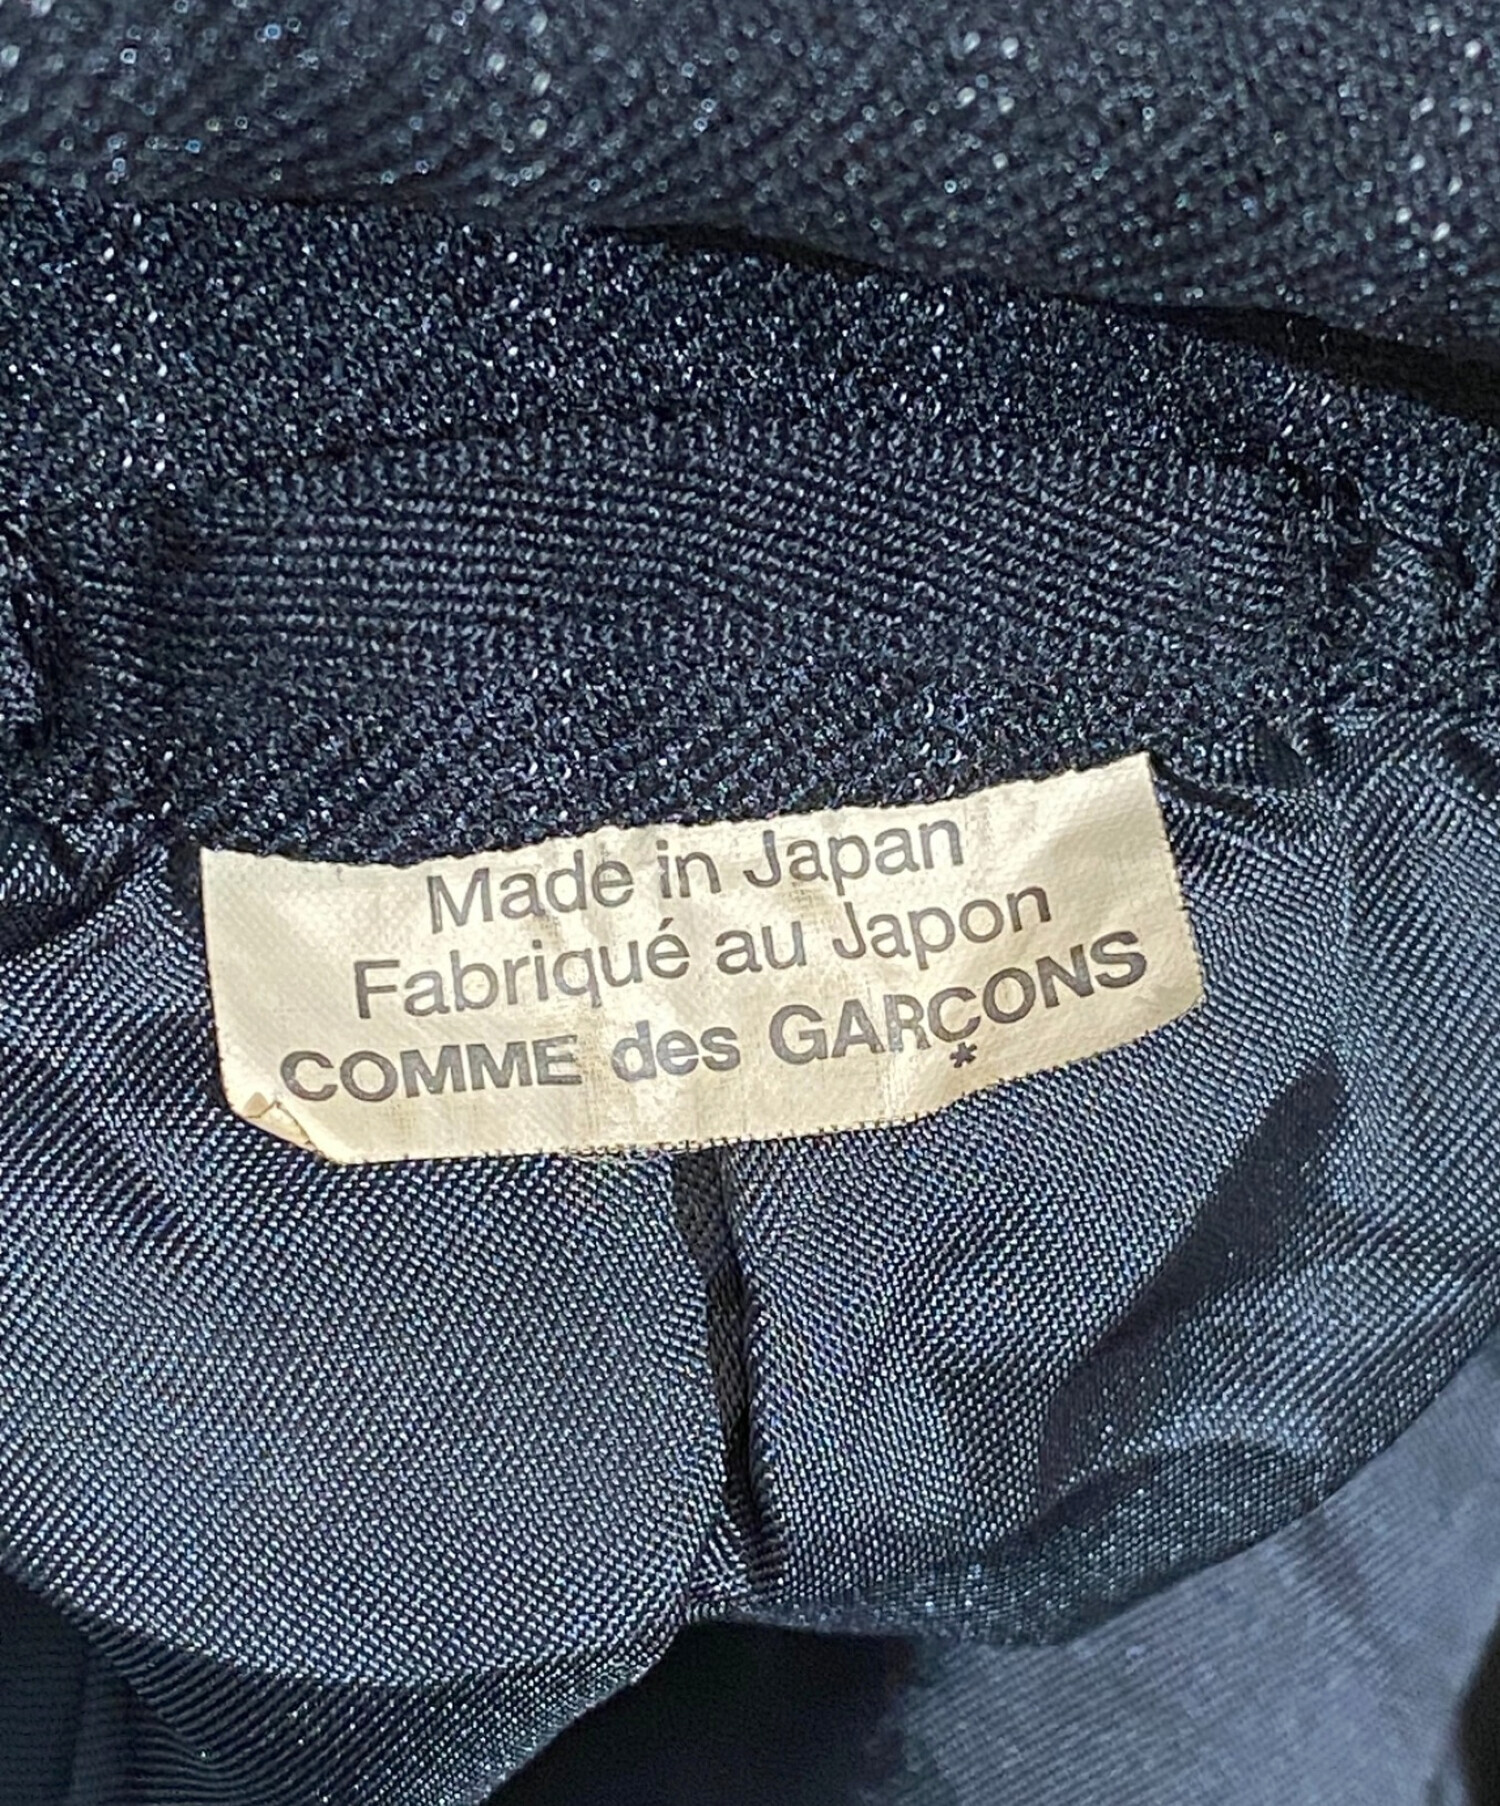 Made in Japan
Fabriqué au Japon
COMME des GARÇONS
*